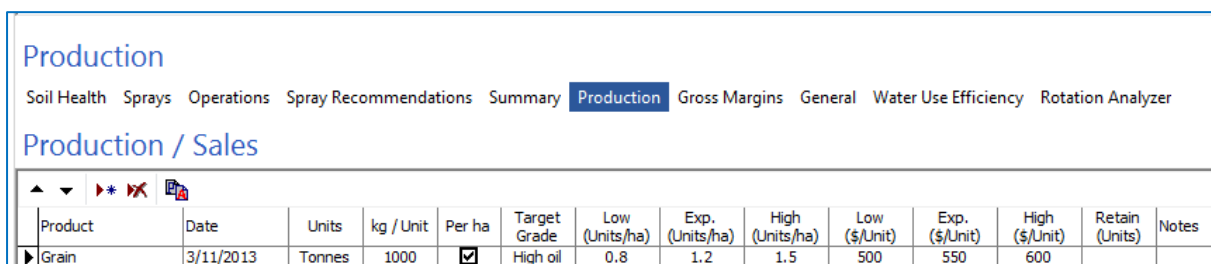 Production
Soil Health Sprays Operations Spray Recommendations Summary Production Gross Margins General Water Use Efficiency Rotation Analyzer
Production / Sales
Product Date Units kg / Unit Per ha Target Grade Low (Units/ha) Exp. (Units/ha) High (Units/ha) Low ($/Unit) Exp. ($/Unit) High ($/Unit) Retain (Units) Notes
Grain 3/11/2013 Tonnes 1000 High oil 0.8 1.2 1.5 500 550 600